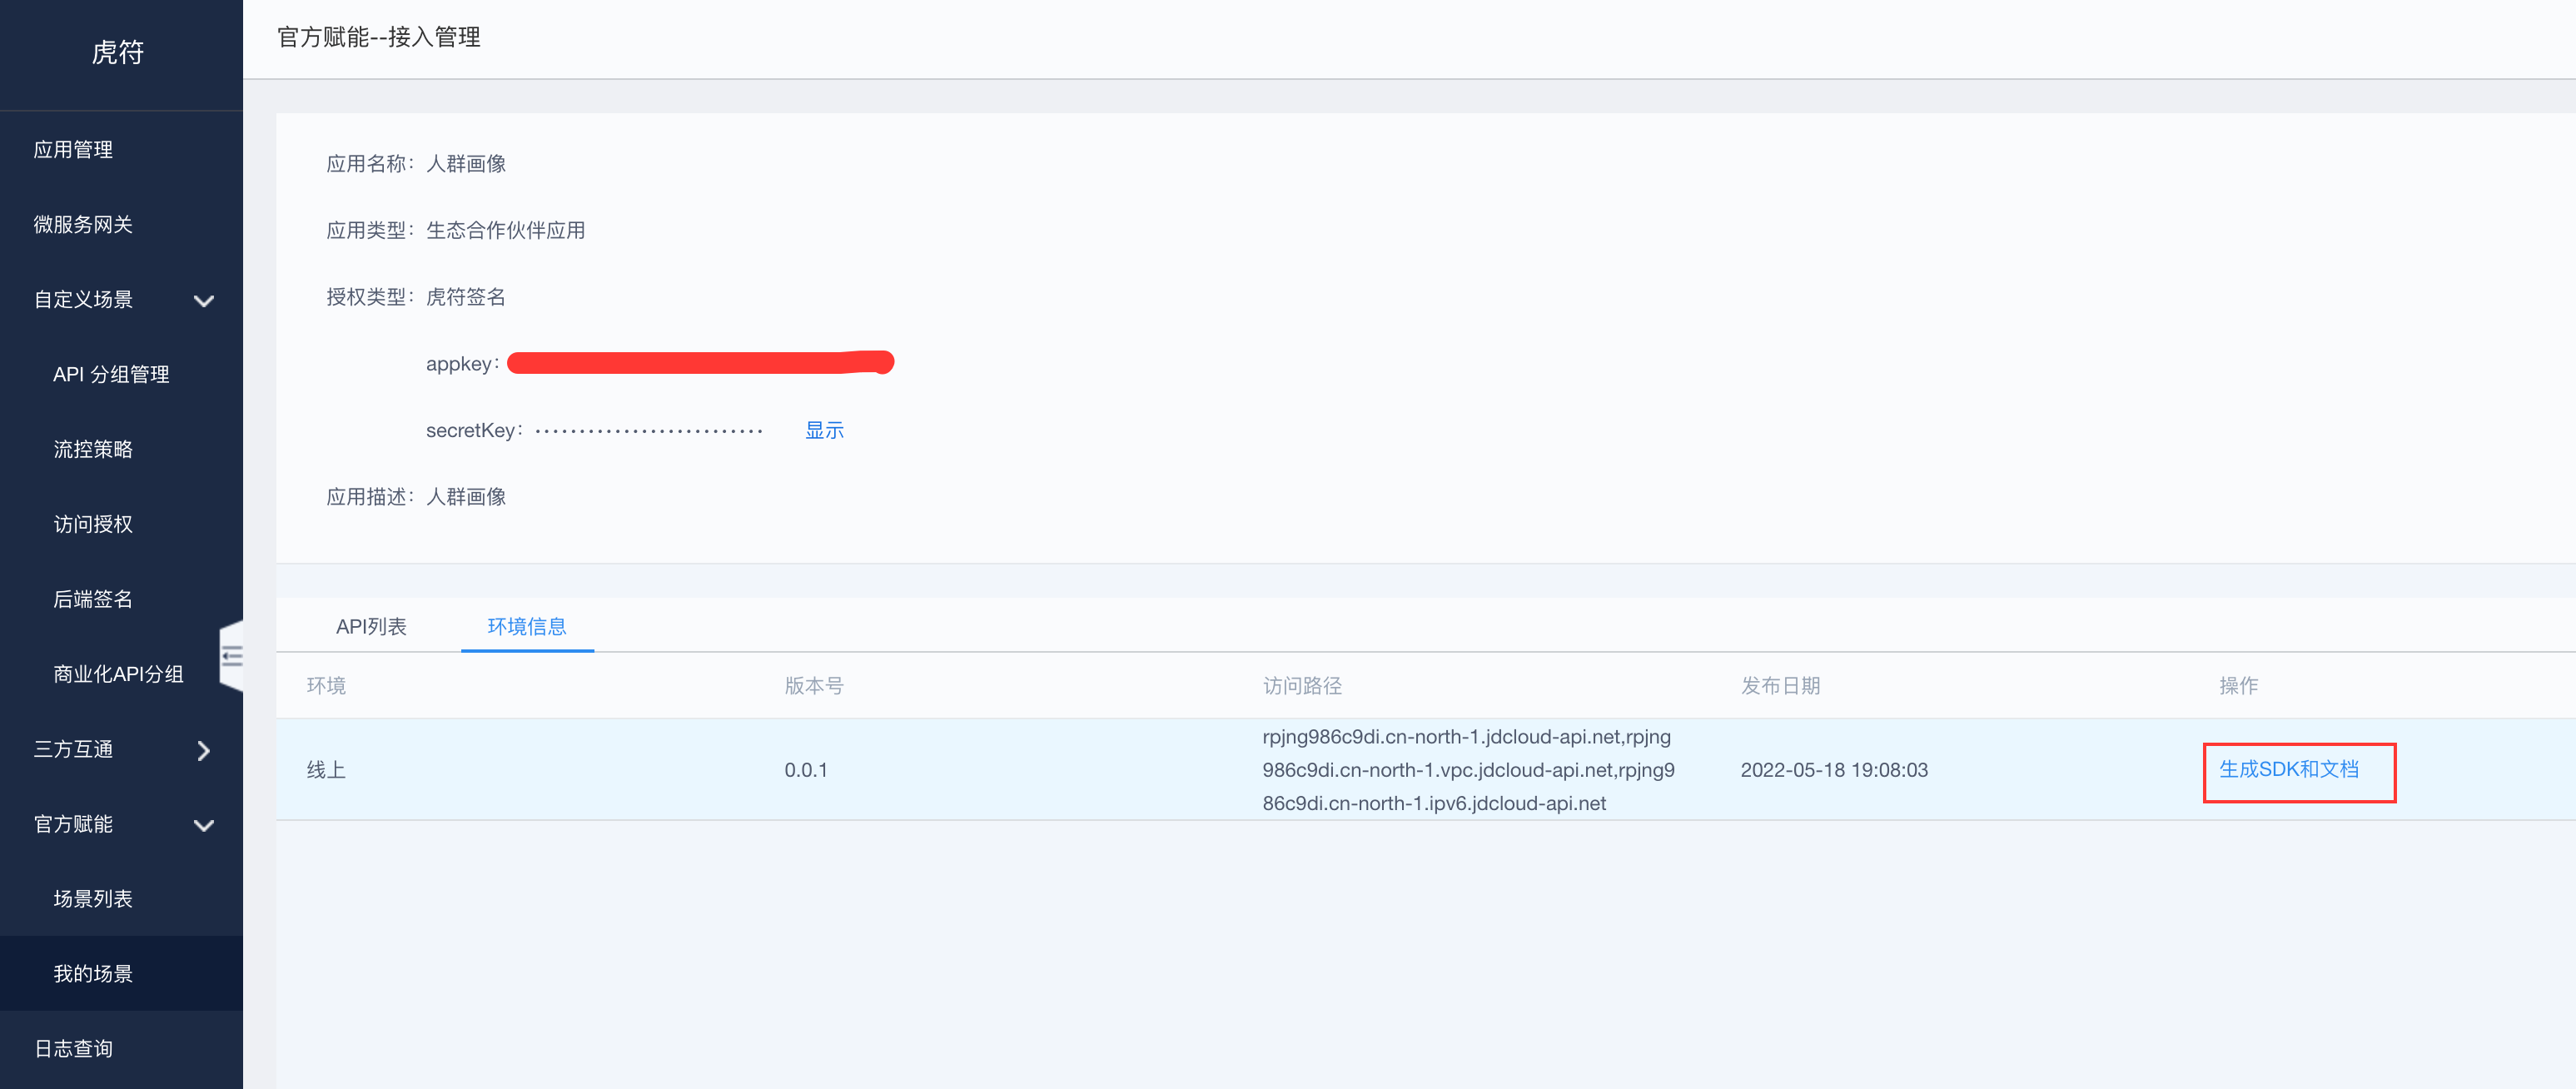 虎符
应用管理
微服务网关
自定义场景
API 分组管理
流控策略
访问授权
后端签名
商业化API分组
三方互通
官方赋能
场景列表
我的场景
日志查询
官方赋能--接入管理
应用名称：人群画像
应用类型：生态合作伙伴应用
授权类型：虎符签名
appkey：
secretKey：·························· 显示
应用描述：人群画像
API列表 环境信息
环境 版本号 访问路径 发布日期 操作
线上 0.0.1 rpjng986c9di.cn-north-1.jdcloud-api.net,rpjng
986c9di.cn-north-1.vpc.jdcloud-api.net,rpjng9
86c9di.cn-north-1.ipv6.jdcloud-api.net
2022-05-18 19:08:03 生成SDK和文档